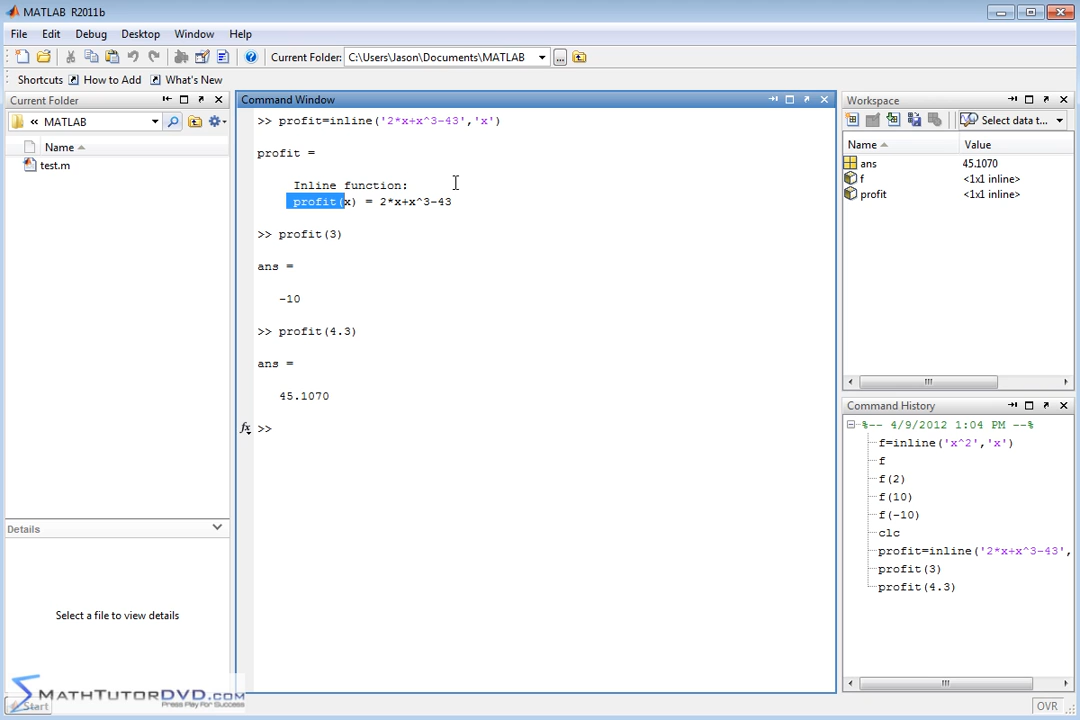 MATLAB R2011b
File Edit Debug Desktop Window Help
Current Folder: C:\Users\Jason\Documents\MATLAB
Shortcuts How to Add What's New
Current Folder
« MATLAB
Name
test.m
Details
Select a file to view details
Command Window
>> profit=inline('2*x+x^3-43','x')
profit =
Inline function:
profit(x) = 2*x+x^3-43
>> profit(3)
ans =
-10
>> profit(4.3)
ans =
45.1070
fx >>
Workspace
Select data t...
Name Value
ans 45.1070
f <1x1 inline>
profit <1x1 inline>
Command History
%-- 4/9/2012 1:04 PM --%
f=inline('x^2','x')
f
f(2)
f(10)
f(-10)
clc
profit=inline('2*x+x^3-43',
profit(3)
profit(4.3)
MATHTUTORDVD.COM
Press Play For Success
Start
OVR